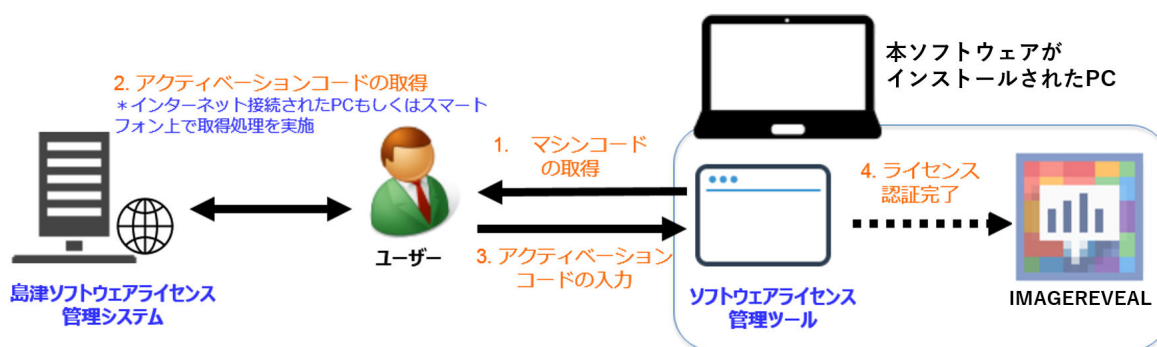 本ソフトウェアが
インストールされたPC
2. アクティベーションコードの取得
＊インターネット接続されたPCもしくはスマート
フォン上で取得処理を実施
1. マシンコード
の取得
4. ライセンス
認証完了
ユーザー
3. アクティベーション
コードの入力
島津ソフトウェアライセンス
管理システム
ソフトウェアライセンス
管理ツール
IMAGEREVEAL